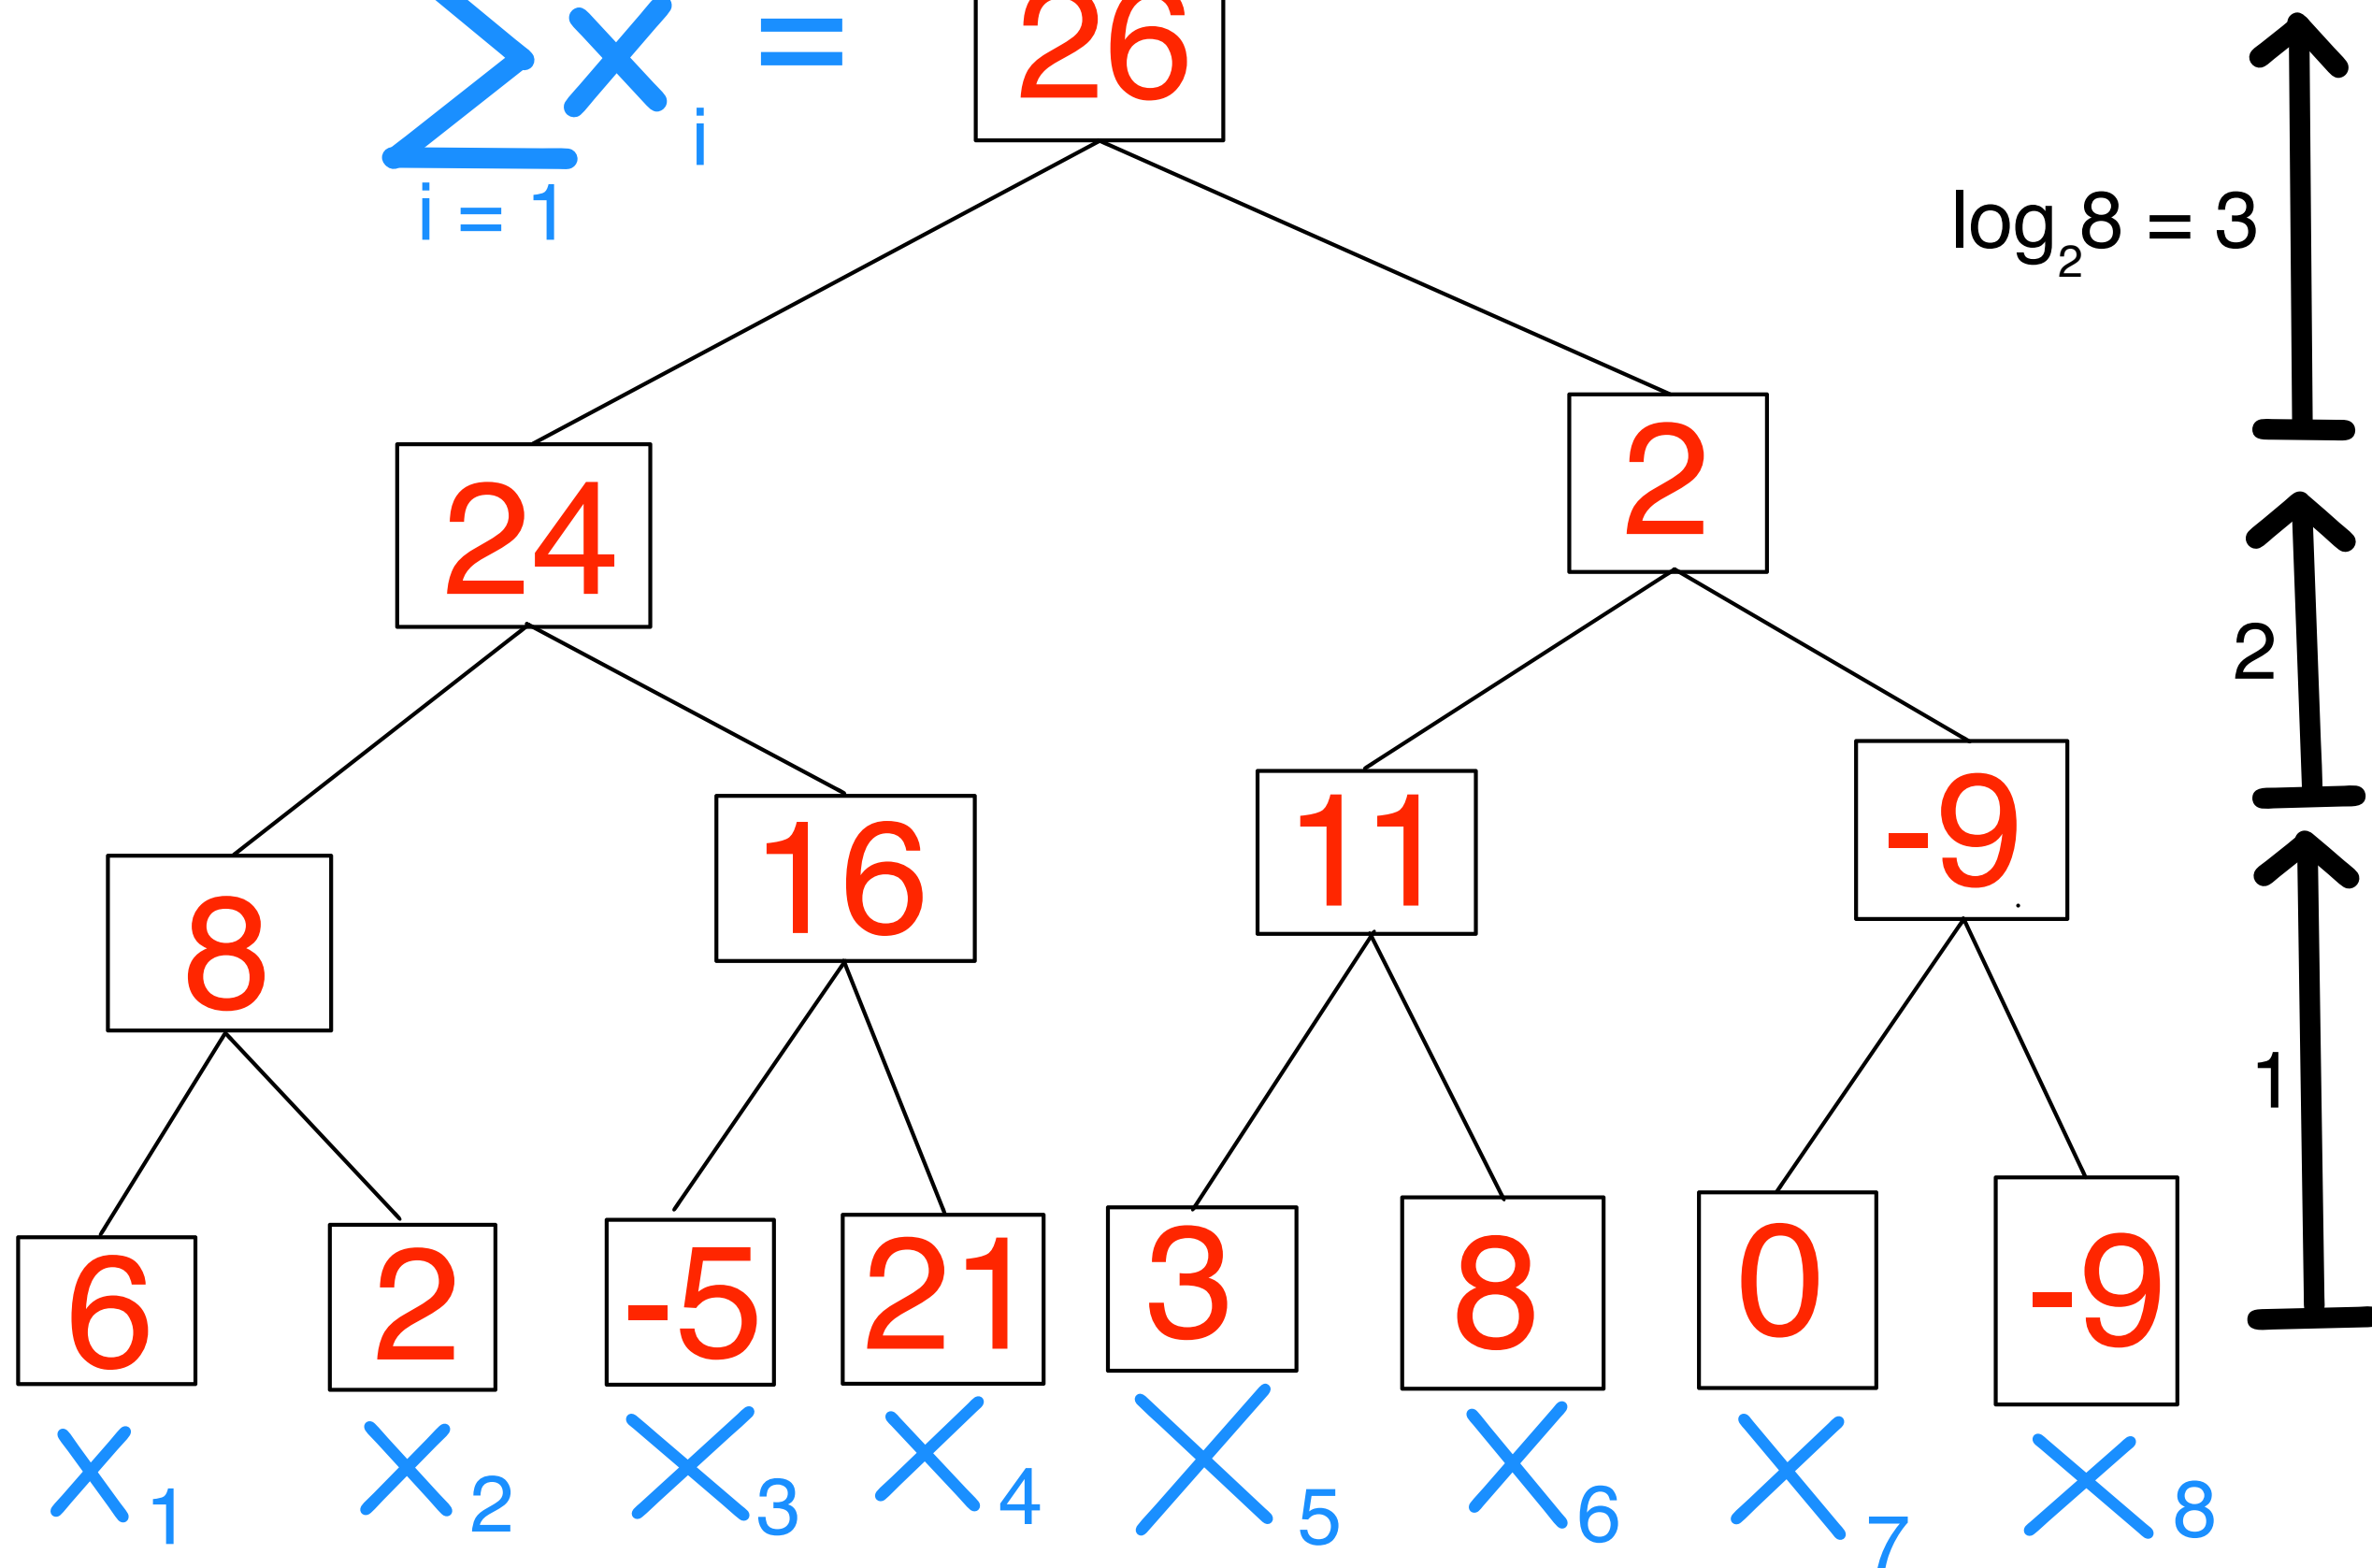 ∑xᵢ = 26
i = 1
log₂8 = 3
24 2
2
8 16 11 -9
1
6 2 -5 21 3 8 0 -9
x₁ x₂ x₃ x₄ x₅ x₆ x₇ x₈